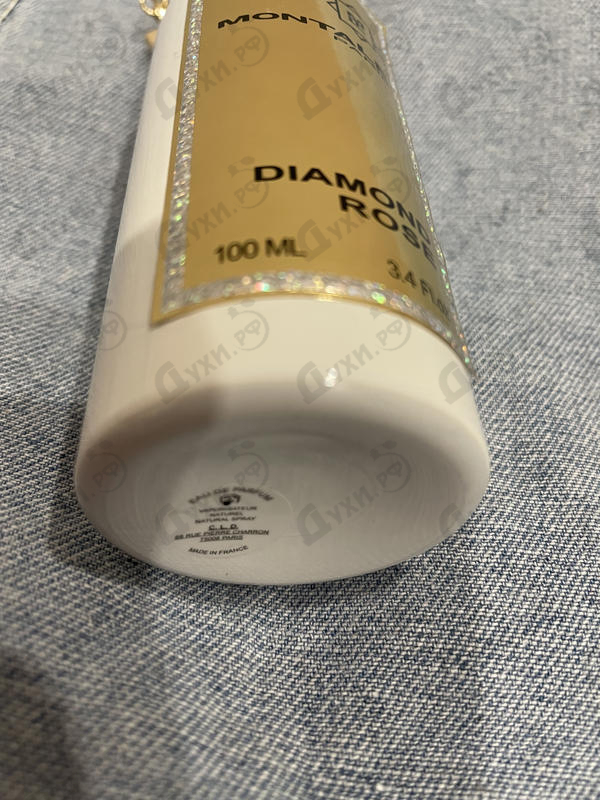 MONTAL
DIAMOND
ROSE
100 ML
3.4 Fl.
EAU DE PARFUM
VAPORISATEUR
NATUREL
NATURAL SPRAY
C.L.D.
65 RUE PIERRE CHARRON
75008 PARIS
MADE IN FRANCE
Духи.РФ